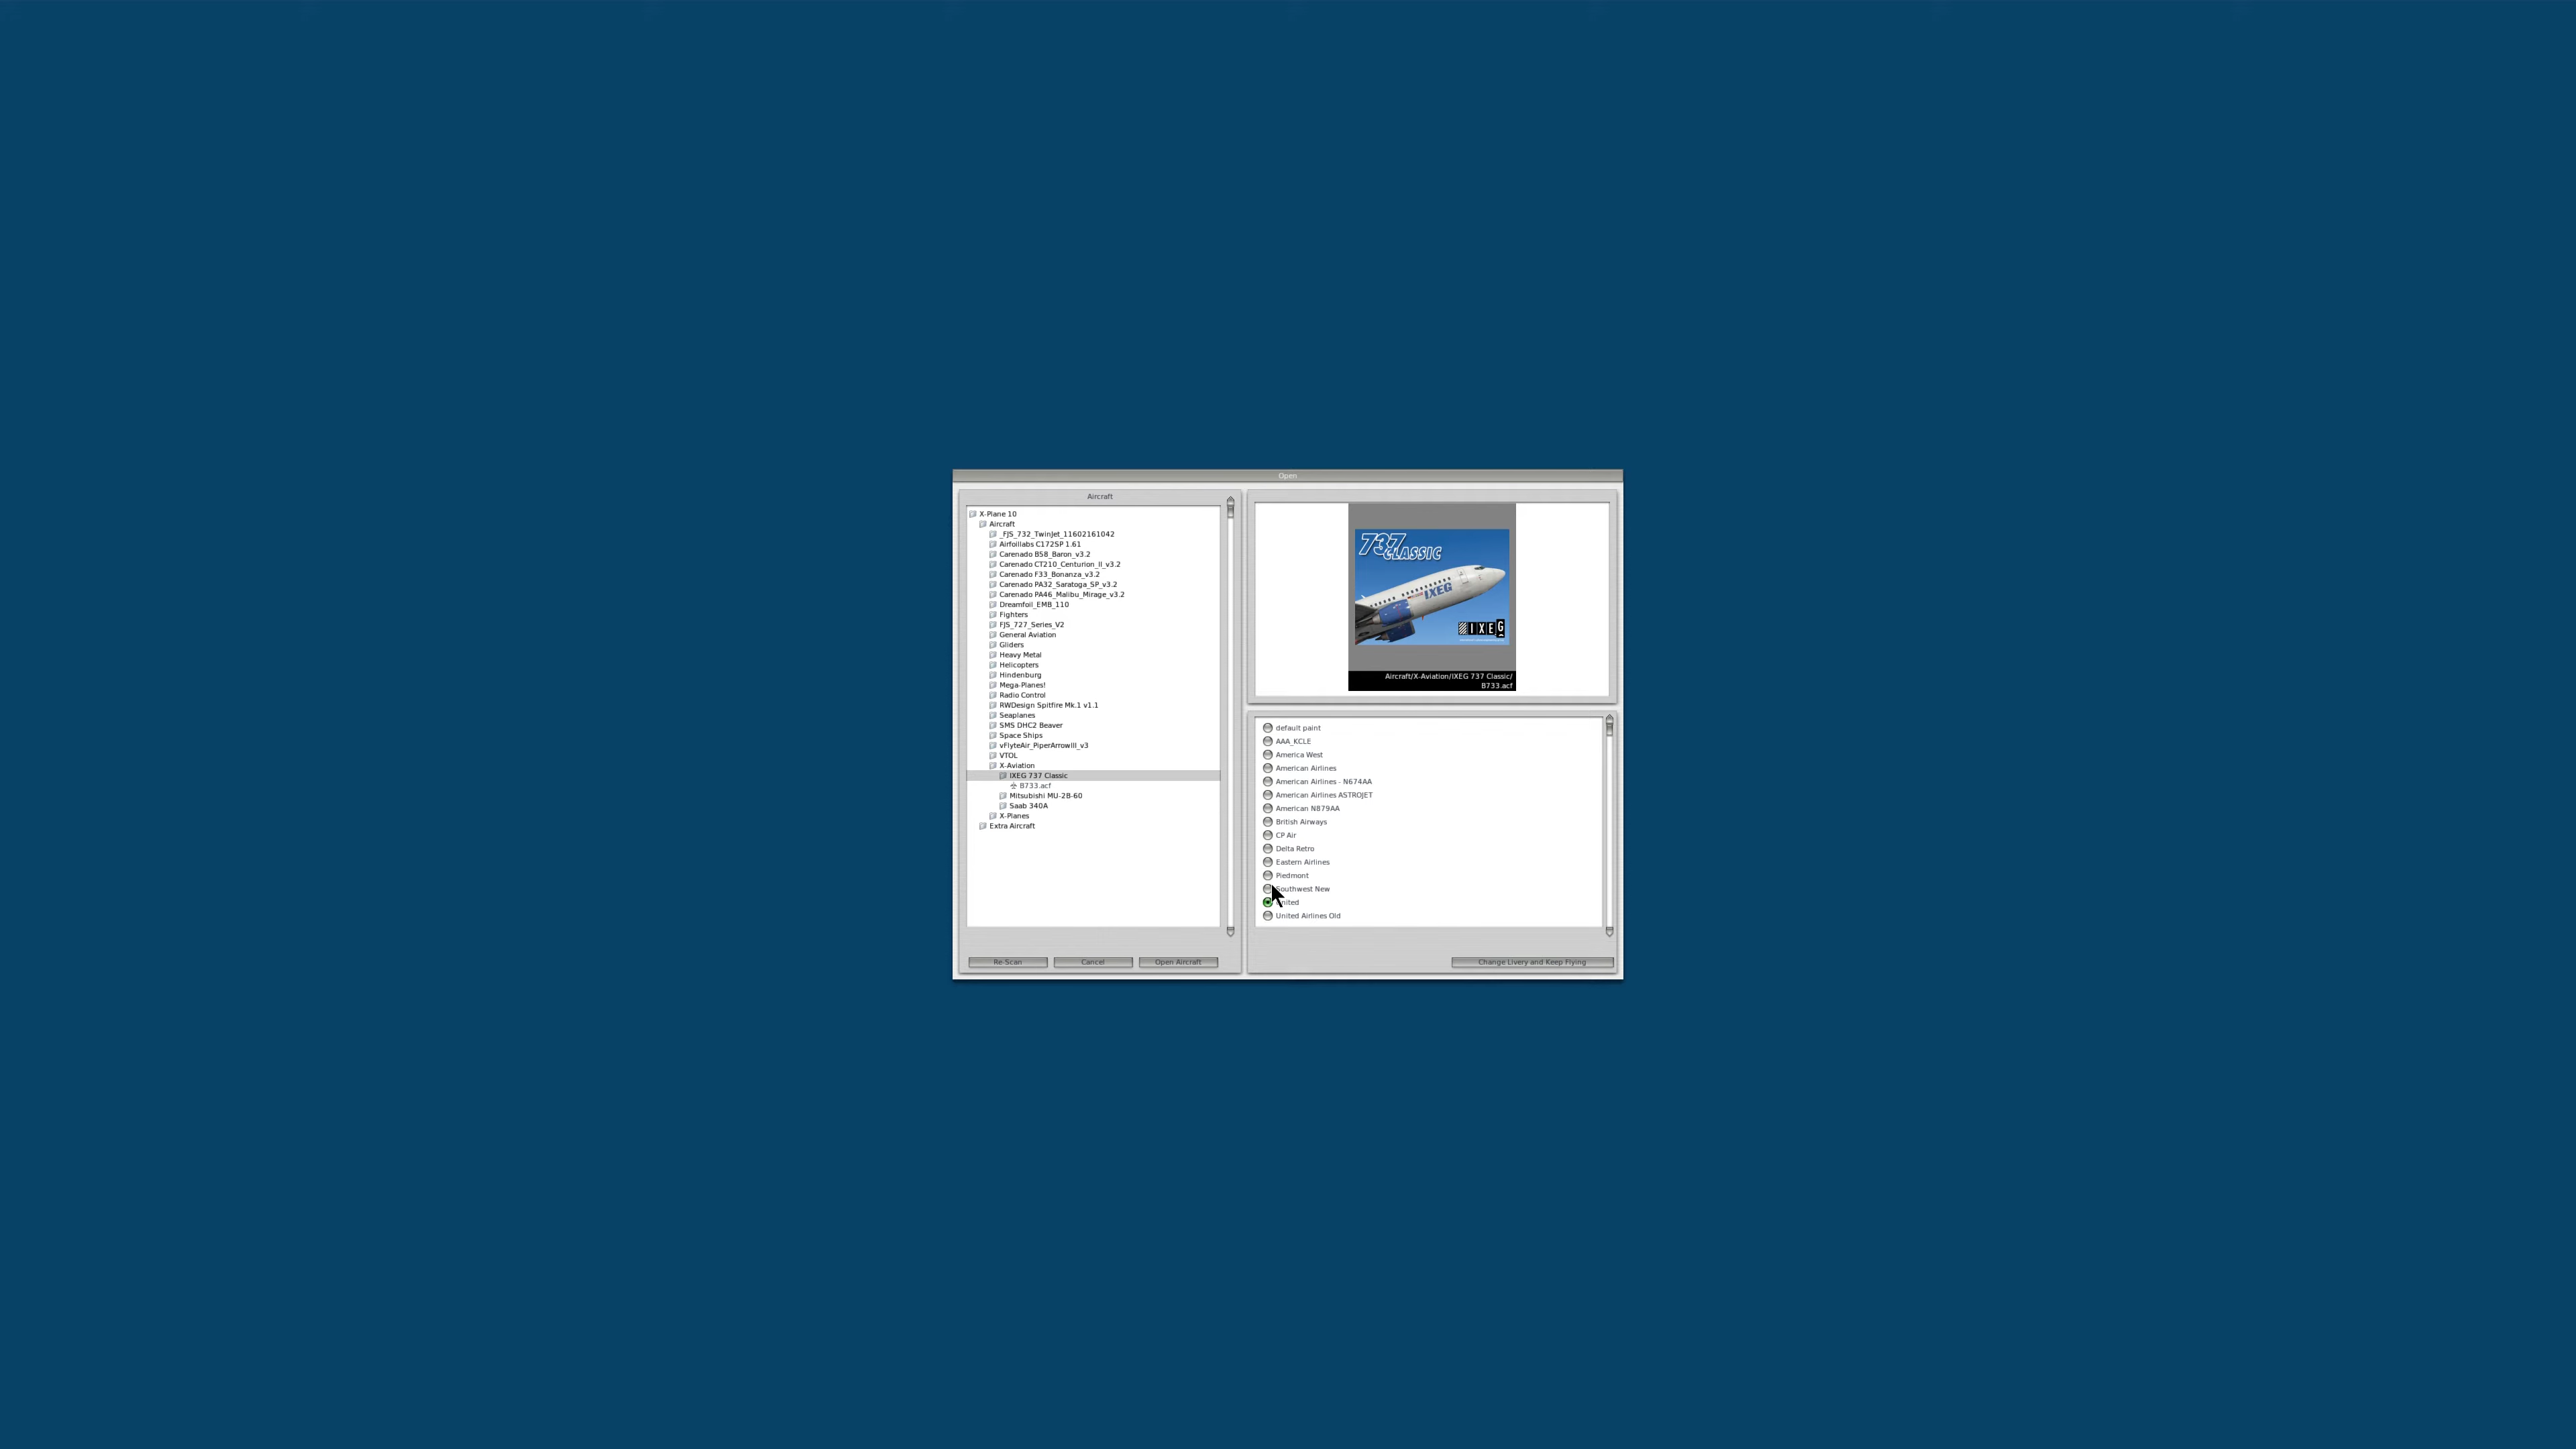 Open
Aircraft
X-Plane 10
Aircraft
_FJS_732_TwinJet_11602161042
Airfoillabs C172SP 1.61
Carenado B58_Baron_v3.2
Carenado CT210_Centurion_II_v3.2
Carenado F33_Bonanza_v3.2
Carenado PA32_Saratoga_SP_v3.2
Carenado PA46_Malibu_Mirage_v3.2
Dreamfoil_EMB_110
Fighters
FJS_727_Series_V2
General Aviation
Gliders
Heavy Metal
Helicopters
Hindenburg
Mega-Planes!
Radio Control
RWDesign Spitfire Mk.1 v1.1
Seaplanes
SMS DHC2 Beaver
Space Ships
vFlyteAir_PiperArrowIII_v3
VTOL
X-Aviation
IXEG 737 Classic
B733.acf
Mitsubishi MU-2B-60
Saab 340A
X-Planes
Extra Aircraft
Re-Scan
Cancel
Open Aircraft
737
CLASSIC
IXEG
IXEG
Aircraft/X-Aviation/IXEG 737 Classic/
B733.acf
default paint
AAA_KCLE
America West
American Airlines
American Airlines - N674AA
American Airlines ASTROJET
American N879AA
British Airways
CP Air
Delta Retro
Eastern Airlines
Piedmont
Southwest New
United
United Airlines Old
Change Livery and Keep Flying